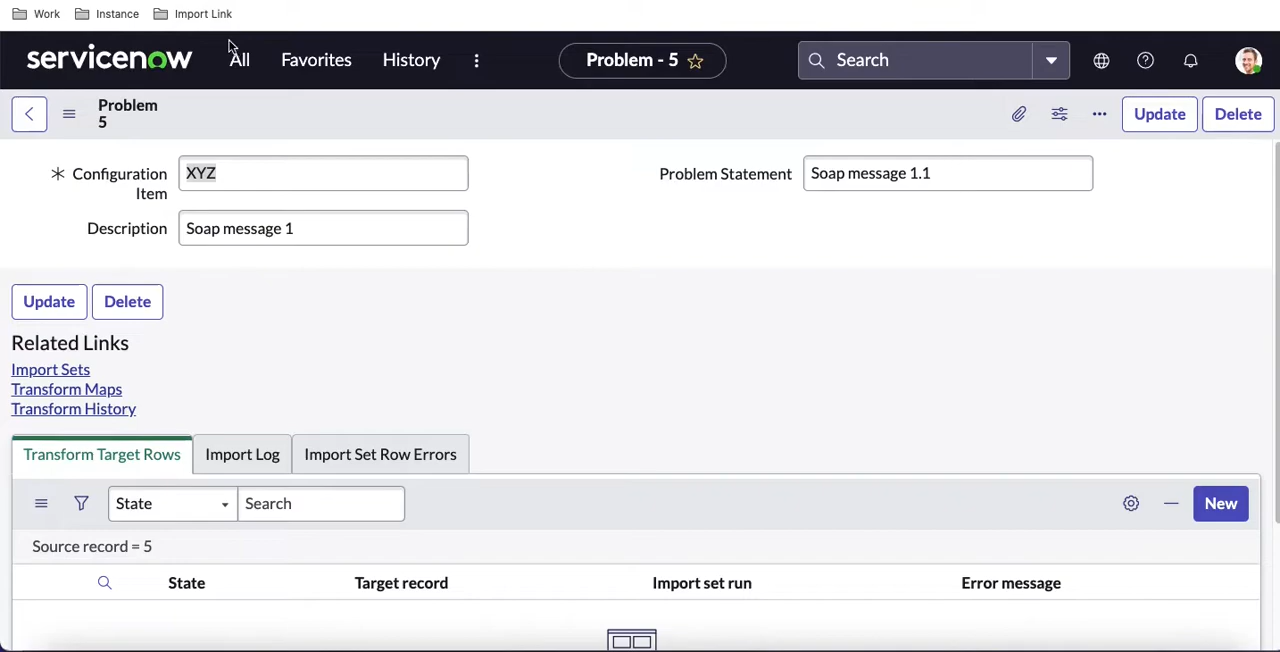 Work Instance Import Link
servicenow All Favorites History Problem - 5 Search
Problem
5
Update Delete
Configuration Item XYZ Problem Statement Soap message 1.1
Description Soap message 1
Update Delete
Related Links
Import Sets
Transform Maps
Transform History
Transform Target Rows Import Log Import Set Row Errors
State Search New
Source record = 5
State Target record Import set run Error message